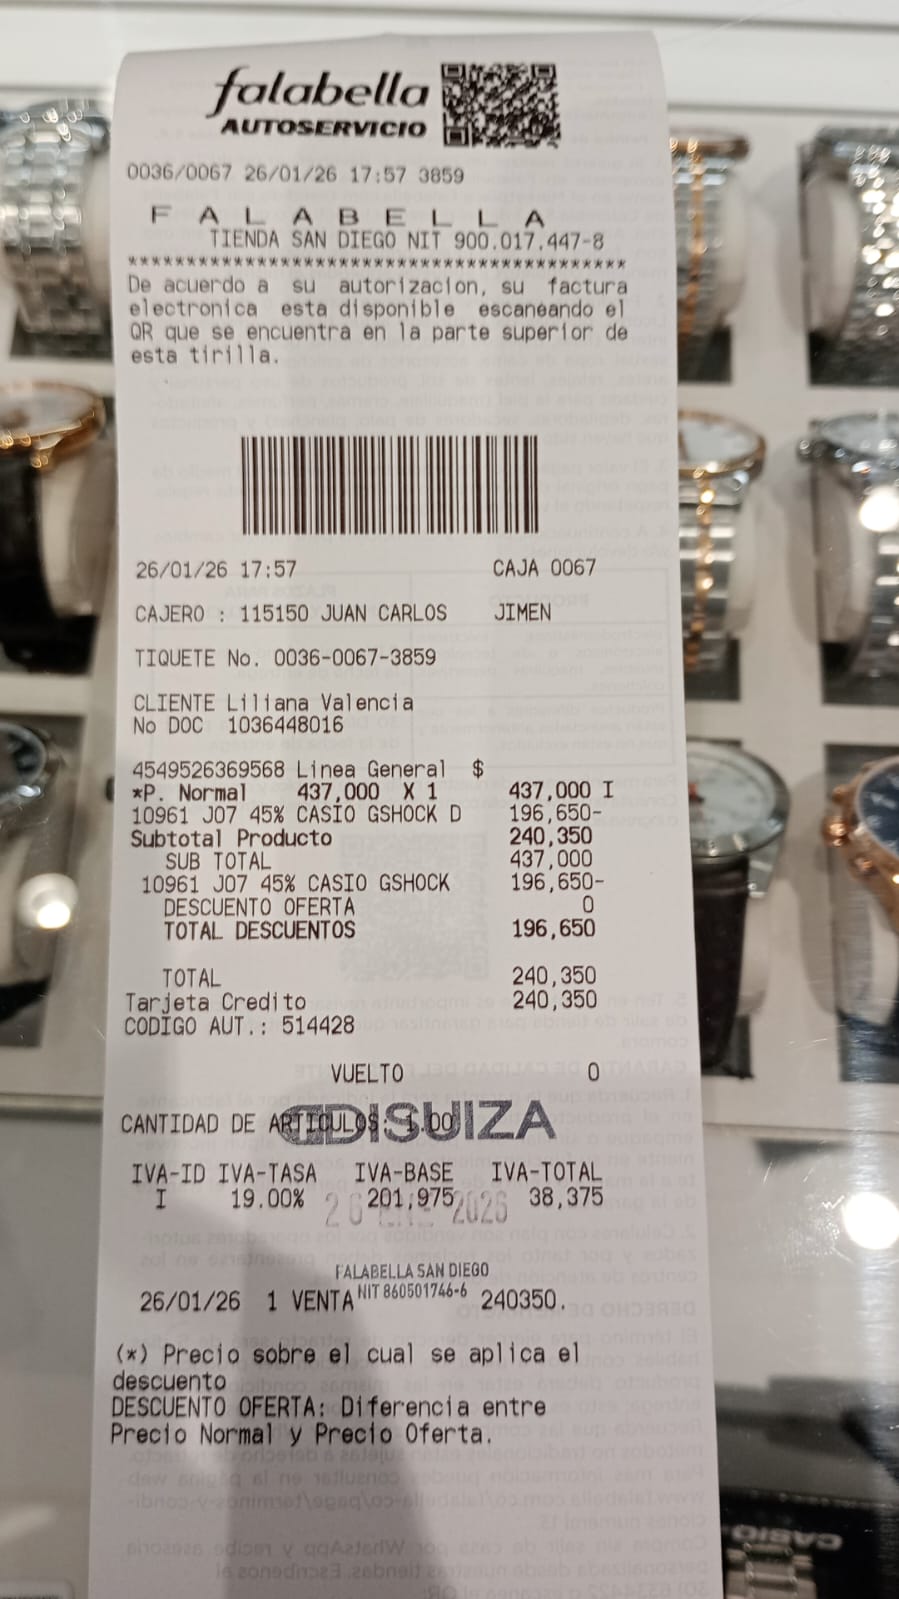 falabella
AUTOSERVICIO
0036/0067 26/01/26 17:57 3859
F A L A B E L L A
TIENDA SAN DIEGO NIT 900.017.447-8
******************************************
De acuerdo a su autorizacion, su factura
electronica esta disponible escaneando el
QR que se encuentra en la parte superior de
esta tirilla.
26/01/26 17:57 CAJA 0067
CAJERO : 115150 JUAN CARLOS JIMEN
TIQUETE No. 0036-0067-3859
CLIENTE Liliana Valencia
No DOC 1036448016
4549526369568 Linea General $
*P. Normal 437,000 X 1 437,000 I
10961 J07 45% CASIO GSHOCK D 196,650-
Subtotal Producto 240,350
SUB TOTAL 437,000
10961 J07 45% CASIO GSHOCK 196,650-
DESCUENTO OFERTA 0
TOTAL DESCUENTOS 196,650
TOTAL 240,350
Tarjeta Credito 240,350
CODIGO AUT.: 514428
VUELTO 0
CANTIDAD DE ARTICULOS: 1.00
DISUIZA
IVA-ID IVA-TASA IVA-BASE IVA-TOTAL
I 19.00% 201,975 38,375
26 ENE 2026
FALABELLA SAN DIEGO
NIT 860501746-6
26/01/26 1 VENTA 240350.
(*) Precio sobre el cual se aplica el
descuento
DESCUENTO OFERTA: Diferencia entre
Precio Normal y Precio Oferta.
CASIO